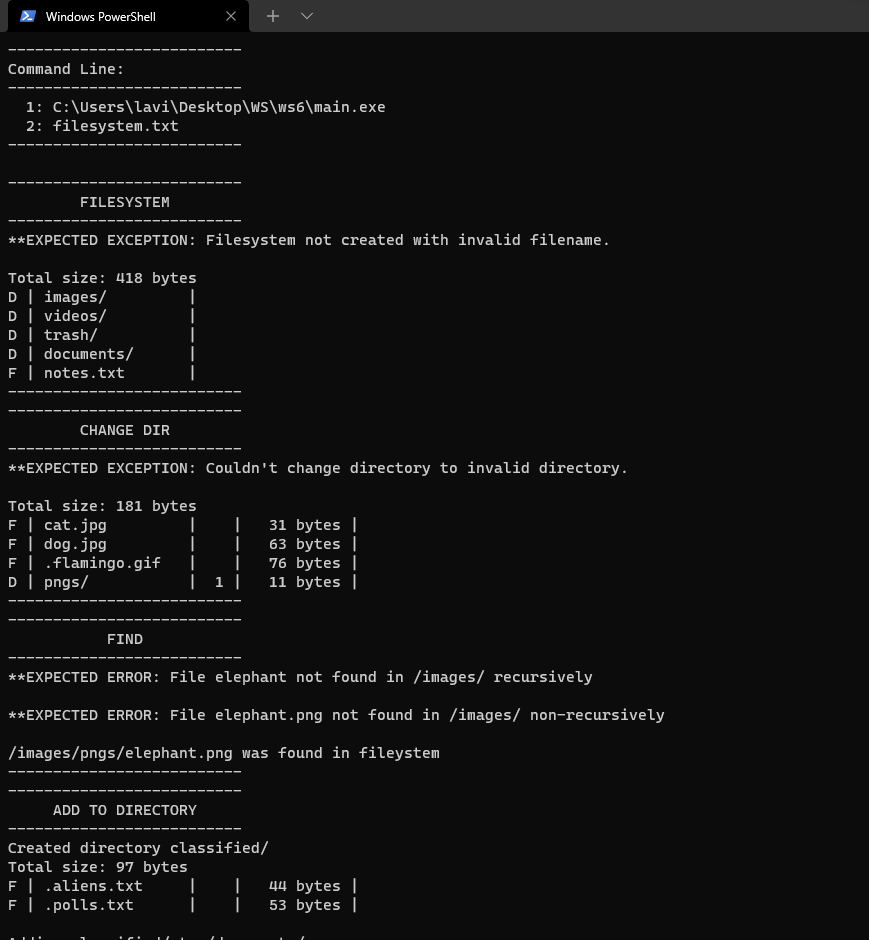 Windows PowerShell
--------------------------
Command Line:
--------------------------
  1: C:\Users\lavi\Desktop\WS\ws6\main.exe
  2: filesystem.txt
--------------------------
--------------------------
        FILESYSTEM
--------------------------
**EXPECTED EXCEPTION: Filesystem not created with invalid filename.
Total size: 418 bytes
D | images/         |
D | videos/         |
D | trash/          |
D | documents/      |
F | notes.txt       |
--------------------------
--------------------------
        CHANGE DIR
--------------------------
**EXPECTED EXCEPTION: Couldn't change directory to invalid directory.
Total size: 181 bytes
F | cat.jpg         |    |   31 bytes |
F | dog.jpg         |    |   63 bytes |
F | .flamingo.gif   |    |   76 bytes |
D | pngs/           |  1 |   11 bytes |
--------------------------
--------------------------
           FIND
--------------------------
**EXPECTED ERROR: File elephant not found in /images/ recursively
**EXPECTED ERROR: File elephant.png not found in /images/ non-recursively
/images/pngs/elephant.png was found in fileystem
--------------------------
--------------------------
     ADD TO DIRECTORY
--------------------------
Created directory classified/
Total size: 97 bytes
F | .aliens.txt     |    |   44 bytes |
F | .polls.txt      |    |   53 bytes |